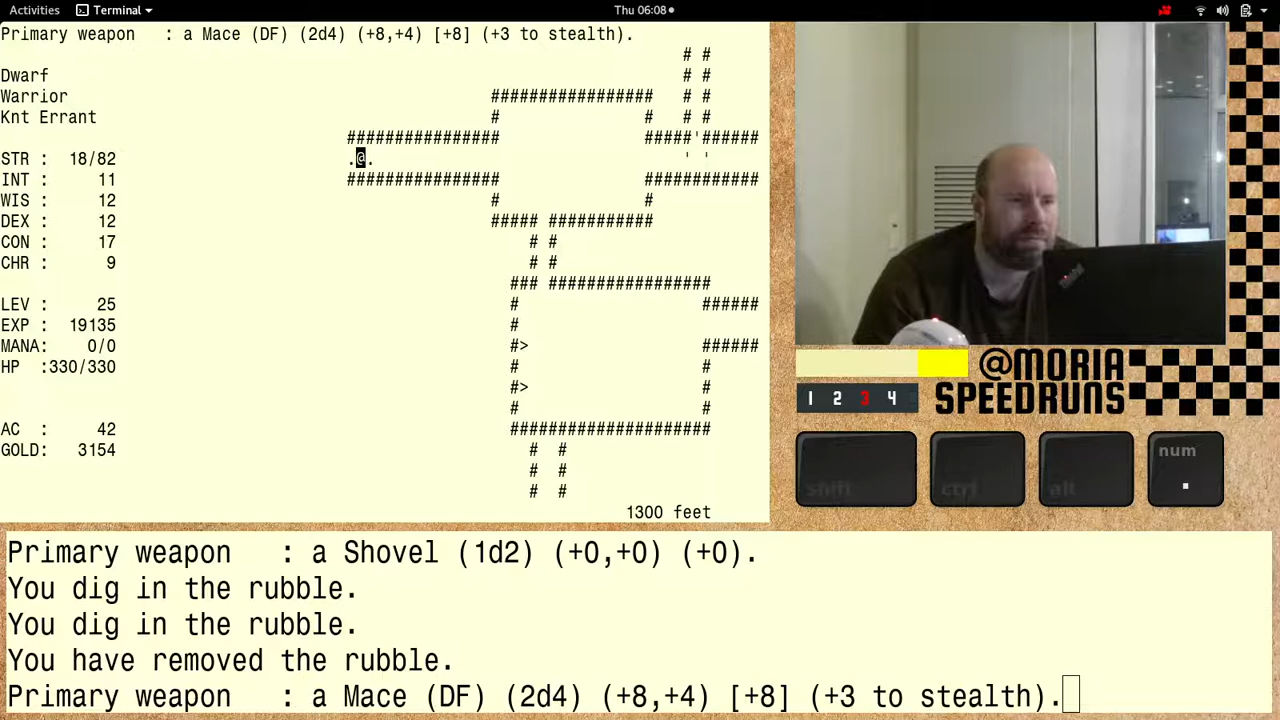 Activities Terminal Thu 06:08
Primary weapon : a Mace (DF) (2d4) (+8,+4) [+8] (+3 to stealth).
# #
Dwarf # #
Warrior ################# # #
Knt Errant # # # #
################ #####'######
STR : 18/82 .@. ' '
INT : 11 ################ ############
WIS : 12 # #
DEX : 12 ##### ###########
CON : 17 # #
CHR : 9 # #
### #################
LEV : 25 # ######
EXP : 19135 #
MANA: 0/0 #> ######
HP :330/330 # #
#> #
# #
AC : 42 #####################
GOLD: 3154 # #
# #
# #
1300 feet
@MORIA
1 2 3 4 SPEEDRUNS
shift ctrl alt num
.
Primary weapon : a Shovel (1d2) (+0,+0) (+0).
You dig in the rubble.
You dig in the rubble.
You have removed the rubble.
Primary weapon : a Mace (DF) (2d4) (+8,+4) [+8] (+3 to stealth).